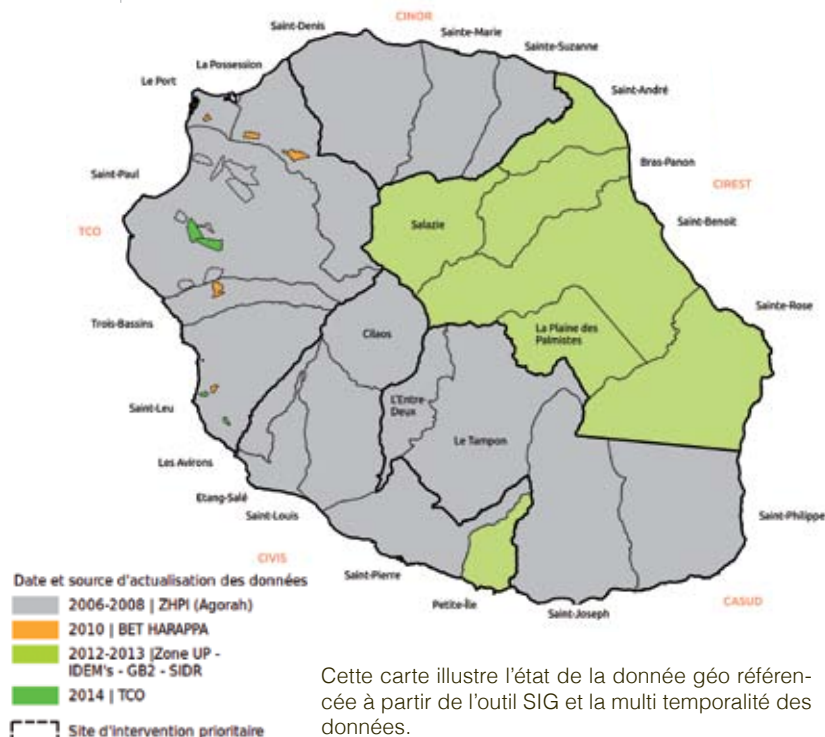 CINOR
Saint-Denis
Sainte-Marie
Sainte-Suzanne
La Possession
Le Port
Saint-André
Bras-Panon
Saint-Paul
CIREST
Saint-Benoit
Salazie
TCO
Sainte-Rose
Trois-Bassins
Cilaos
La Plaine des
Palmistes
L'Entre-
Deux
Saint-Leu
Le Tampon
Les Avirons
Etang-Salé
Saint-Louis
Saint-Philippe
CIVIS
Saint-Pierre
Petite-Île
Saint-Joseph
CASUD
Date et source d'actualisation des données
2006-2008 | ZHPI (Agorah)
2010 | BET HARAPPA
2012-2013 |Zone UP -
IDEM's - GB2 - SIDR
2014 | TCO
Site d'intervention prioritaire
Cette carte illustre l'état de la donnée géo référen-
cée à partir de l'outil SIG et la multi temporalité des
données.